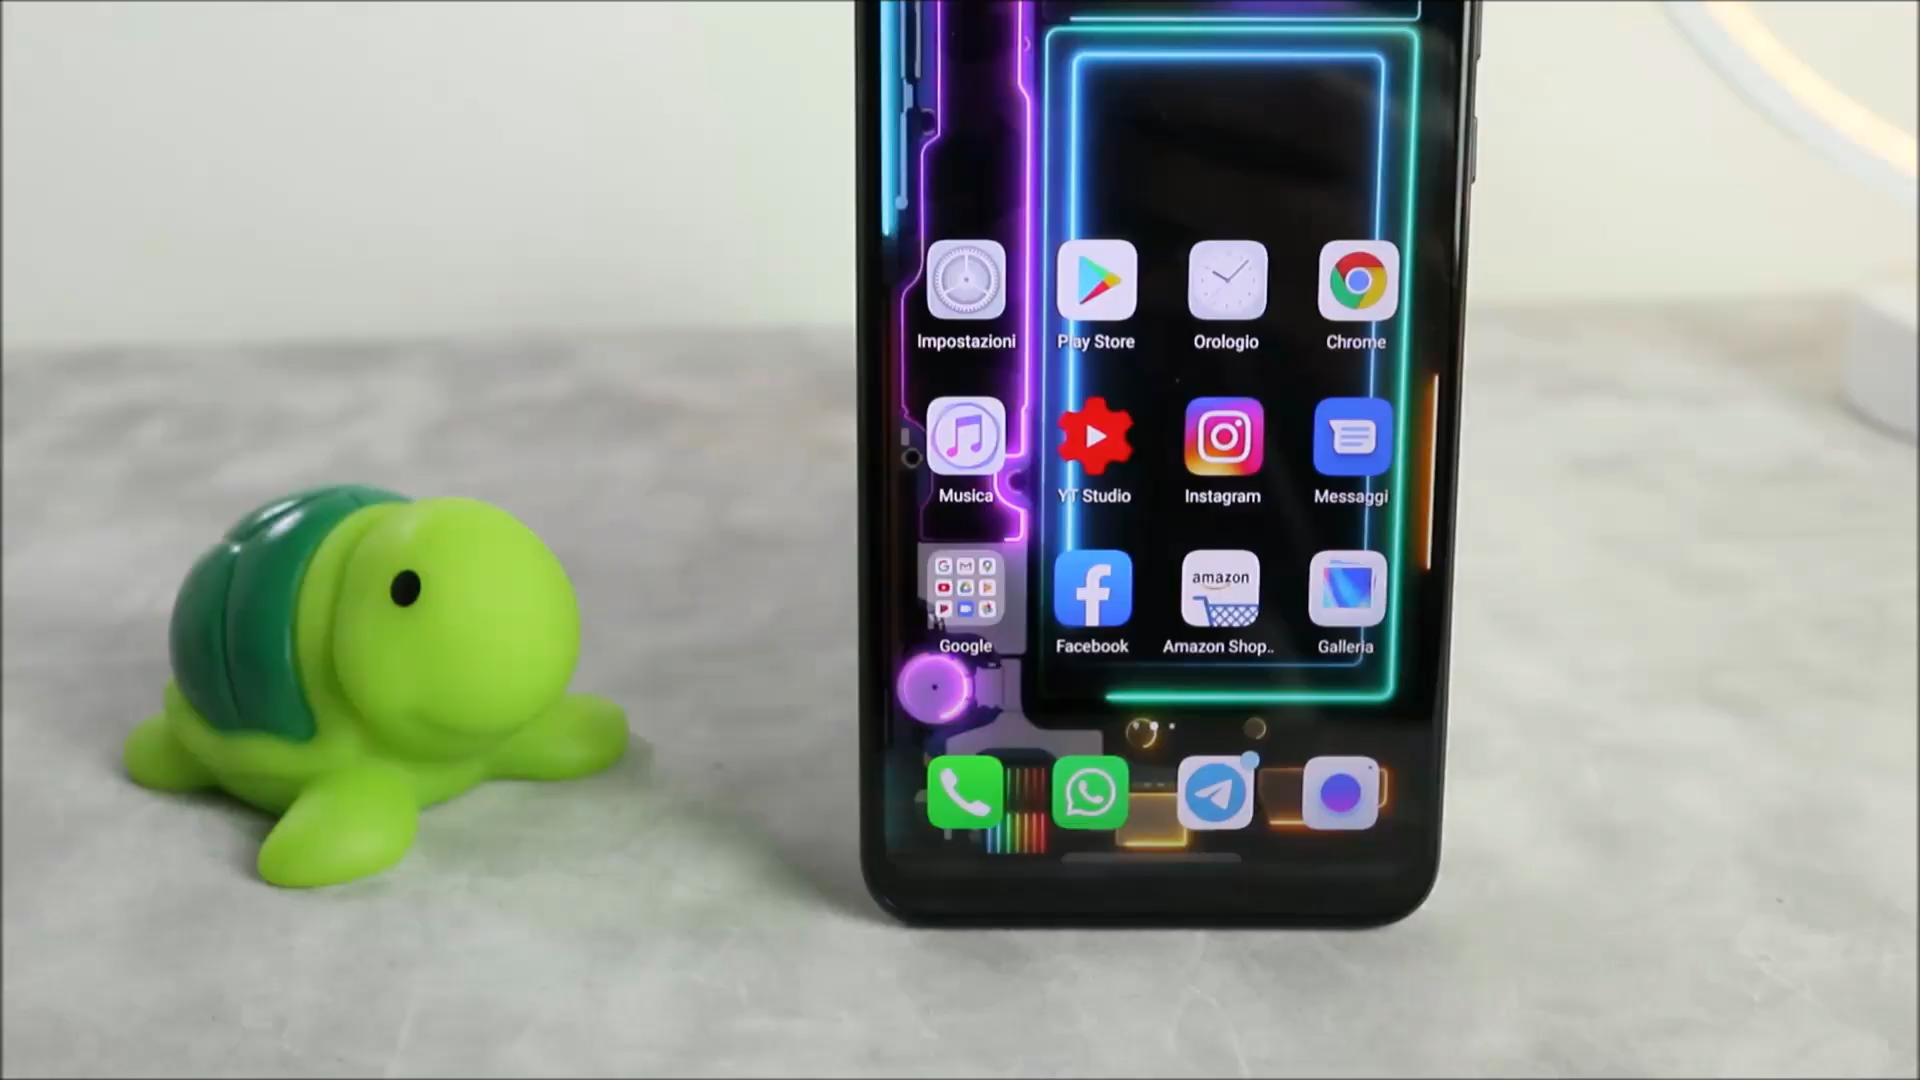 Impostazioni
Play Store
Orologio
Chrome
Musica
YT Studio
Instagram
Messaggi
amazon
Google
Facebook
Amazon Shop..
Galleria